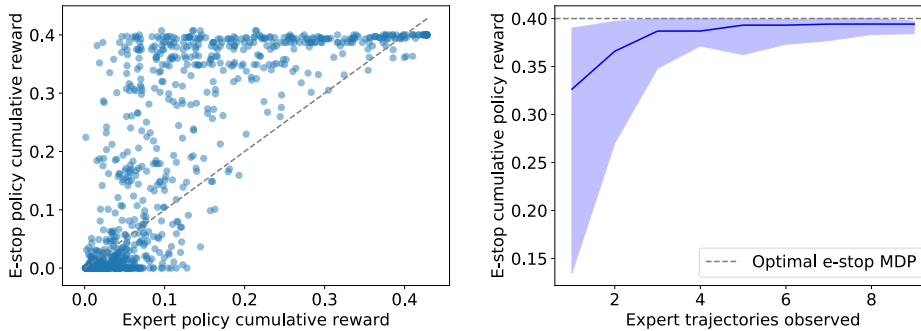 E-stop policy cumulative reward
0.4
0.3
0.2
0.1
0.0
0.0 0.1 0.2 0.3 0.4
Expert policy cumulative reward
E-stop cumulative policy reward
0.40
0.35
0.30
0.25
0.20
0.15
Optimal e-stop MDP
2 4 6 8
Expert trajectories observed